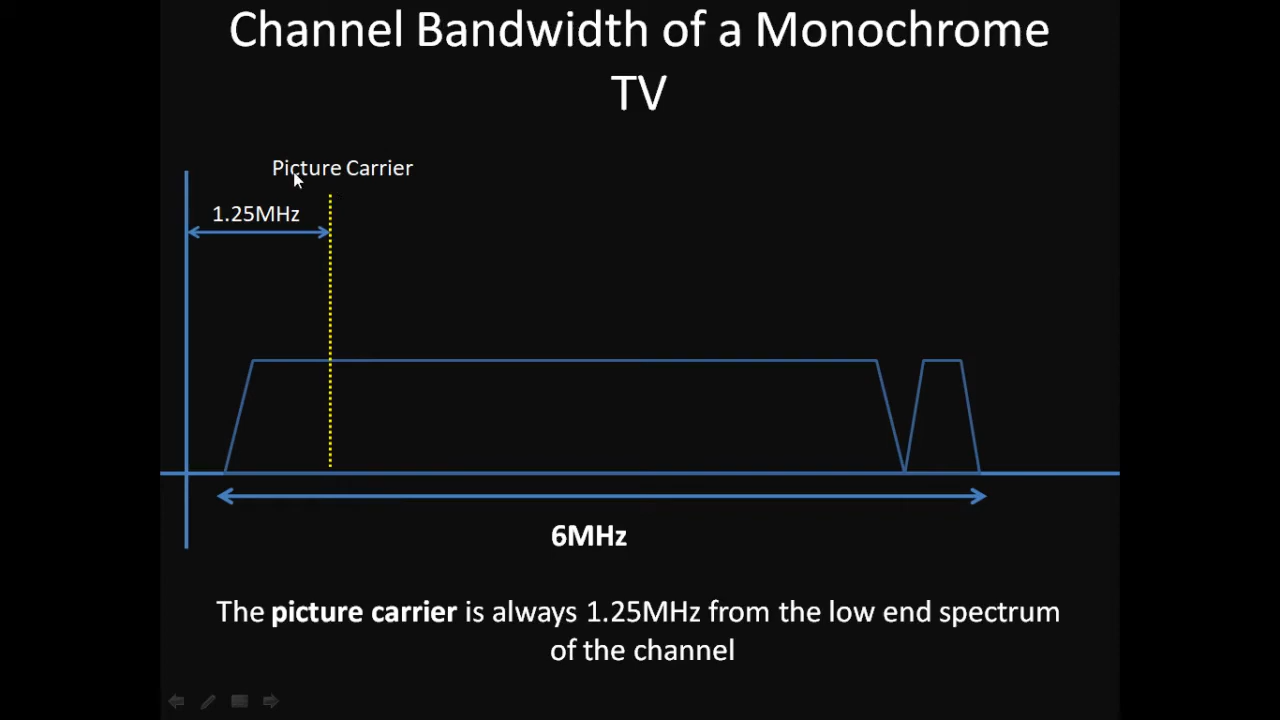 Channel Bandwidth of a Monochrome
TV
Picture Carrier
1.25MHz
6MHz
The picture carrier is always 1.25MHz from the low end spectrum
of the channel